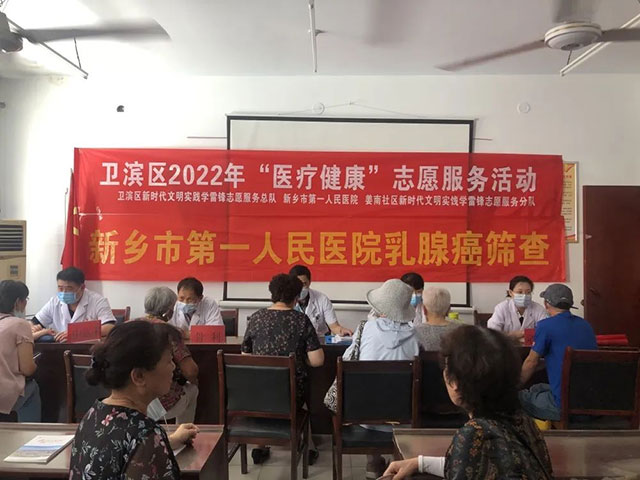 卫滨区2022年“医疗健康”志愿服务活动
卫滨区新时代文明实践学雷锋志愿服务总队 新乡市第一人民医院 姜南社区新时代文明实践学雷锋志愿服务分队
新乡市第一人民医院乳腺癌筛查